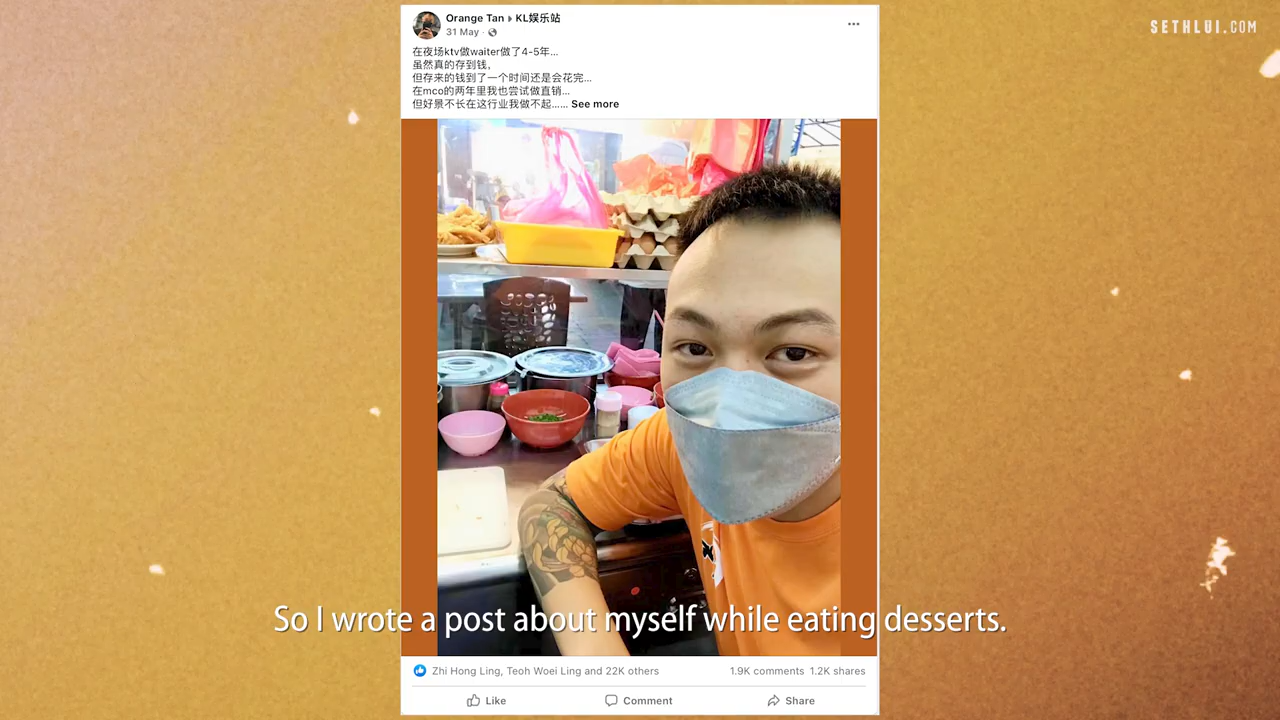 Orange Tan ▸ KL娱乐站
SETHLUI.COM
31 May ·
在夜场ktv做waiter做了4-5年...
虽然真的存到钱。
但存来的钱到了一个时间还是会花完...
在mco的两年里我也尝试做直销...
但好景不长在这行业我做不起...... See more
So I wrote a post about myself while eating desserts.
Zhi Hong Ling, Teoh Woei Ling and 22K others
1.9K comments 1.2K shares
Like
Comment
Share